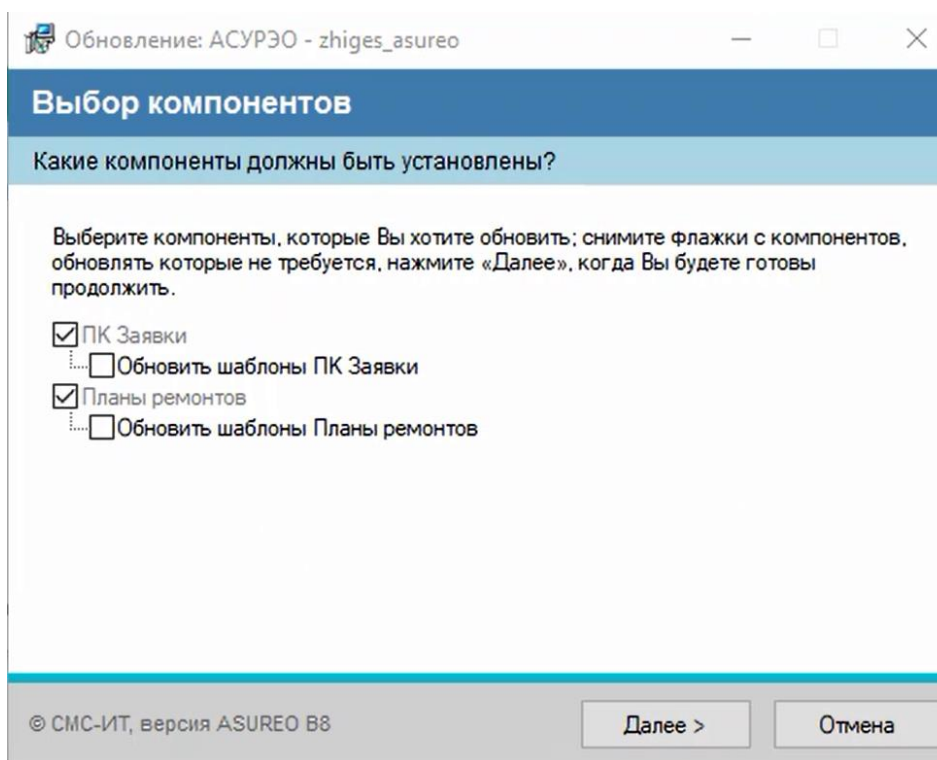 Обновление: АСУРЭО - zhiges_asureo
Выбор компонентов
Какие компоненты должны быть установлены?
Выберите компоненты, которые Вы хотите обновить; снимите флажки с компонентов,
обновлять которые не требуется, нажмите «Далее», когда Вы будете готовы
продолжить.
ПК Заявки
Обновить шаблоны ПК Заявки
Планы ремонтов
Обновить шаблоны Планы ремонтов
© СМС-ИТ, версия ASUREO B8
Далее >
Отмена